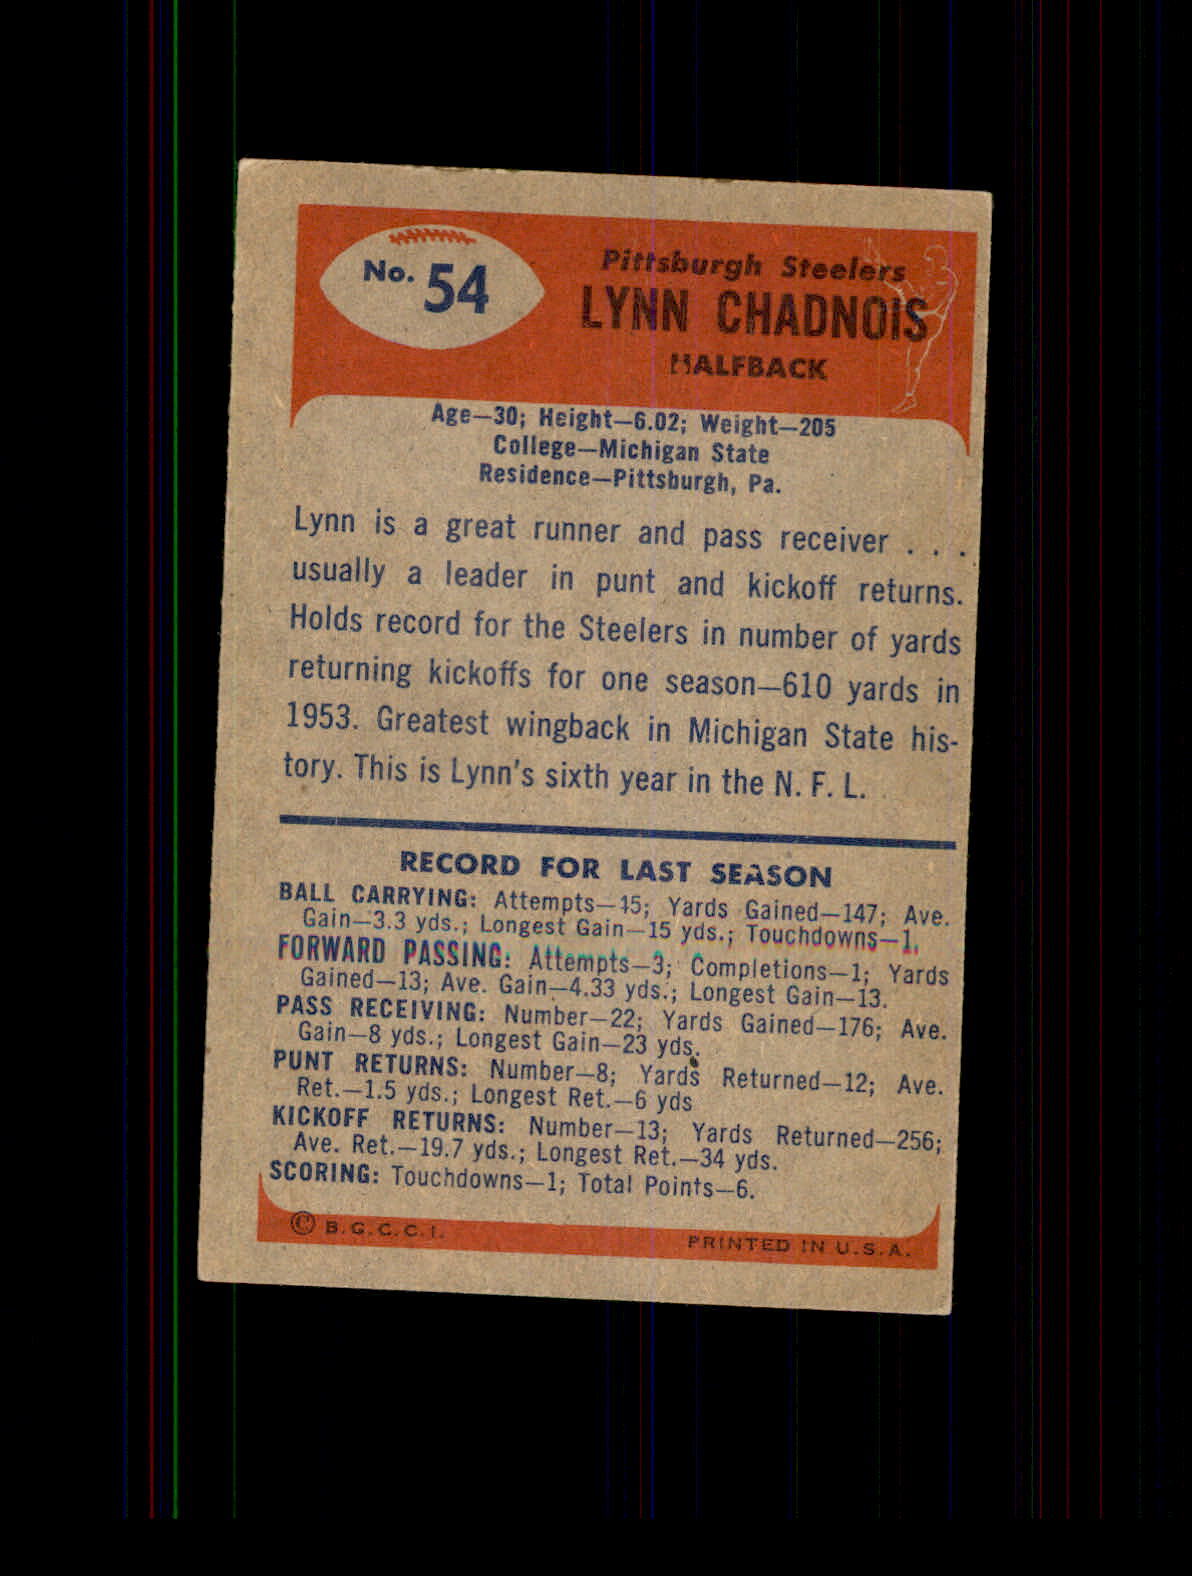 No. 54
Pittsburgh Steelers
LYNN CHADNOIS
HALFBACK
Age—30; Height—6.02; Weight—205
College—Michigan State
Residence—Pittsburgh, Pa.
Lynn is a great runner and pass receiver . . .
usually a leader in punt and kickoff returns.
Holds record for the Steelers in number of yards
returning kickoffs for one season—610 yards in
1953. Greatest wingback in Michigan State his-
tory. This is Lynn's sixth year in the N. F. L.
RECORD FOR LAST SEASON
BALL CARRYING: Attempts—45; Yards Gained—147; Ave.
Gain—3.3 yds.; Longest Gain—15 yds.; Touchdowns—1.
FORWARD PASSING: Attempts—3; Completions—1; Yards
Gained—13; Ave. Gain—4.33 yds.; Longest Gain—13.
PASS RECEIVING: Number—22; Yards Gained—176; Ave.
Gain—8 yds.; Longest Gain—23 yds.
PUNT RETURNS: Number—8; Yards Returned—12; Ave.
Ret.—1.5 yds.; Longest Ret.—6 yds
KICKOFF RETURNS: Number—13; Yards Returned—256;
Ave. Ret.—19.7 yds.; Longest Ret.—34 yds.
SCORING: Touchdowns—1; Total Points—6.
© B.G.C.C.I.
PRINTED IN U.S.A.